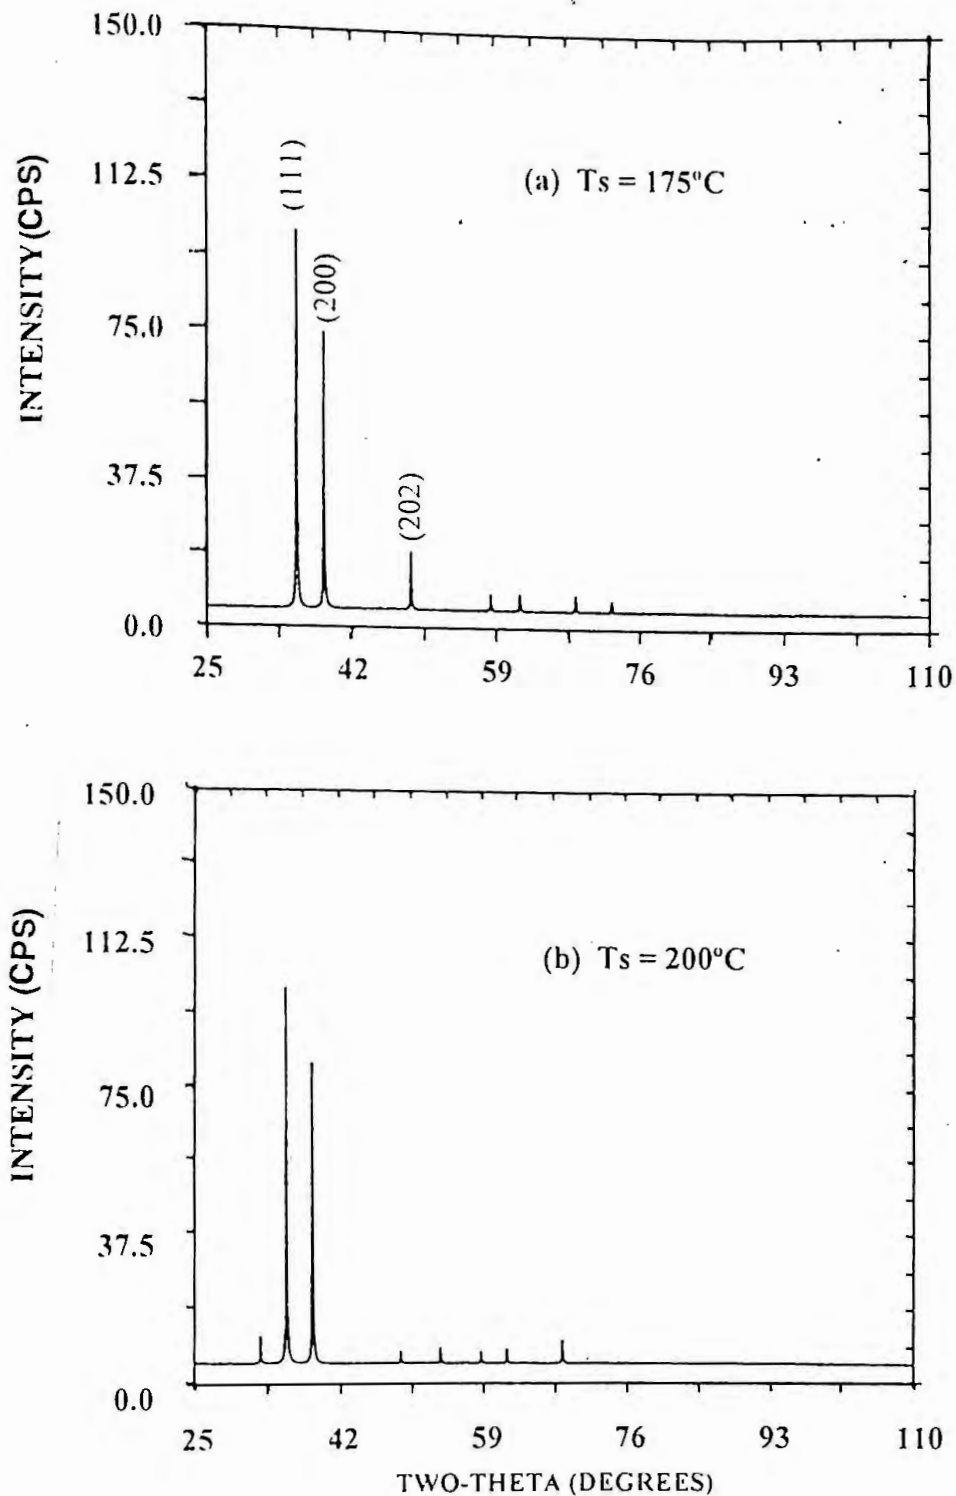 150.0
112.5
75.0
37.5
0.0
INTENSITY (CPS)
(a) Ts = 175ºC
(111)
(200)
(202)
25 42 59 76 93 110
150.0
112.5
75.0
37.5
0.0
INTENSITY (CPS)
(b) Ts = 200ºC
25 42 59 76 93 110
TWO-THETA (DEGREES)